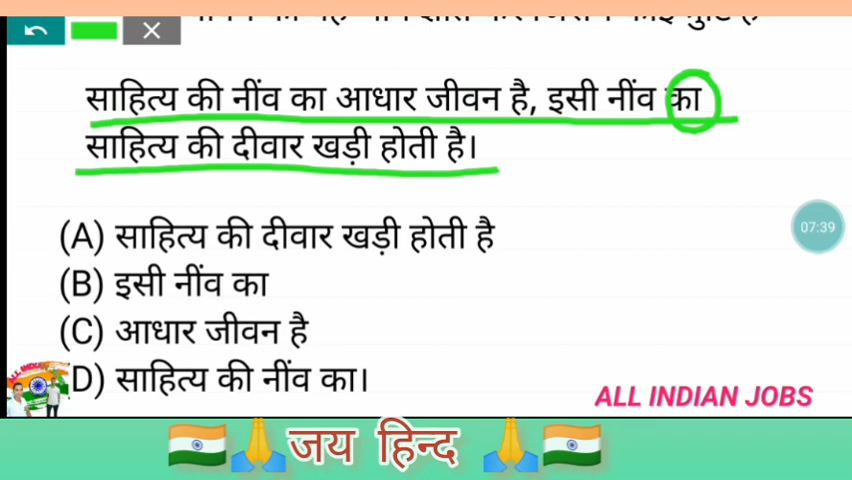 साहित्य की नींव का आधार जीवन है, इसी नींव का
साहित्य की दीवार खड़ी होती है।
(A) साहित्य की दीवार खड़ी होती है
07:39
(B) इसी नींव का
(C) आधार जीवन है
D) साहित्य की नींव का।
ALL INDIAN JOBS
जय हिन्द